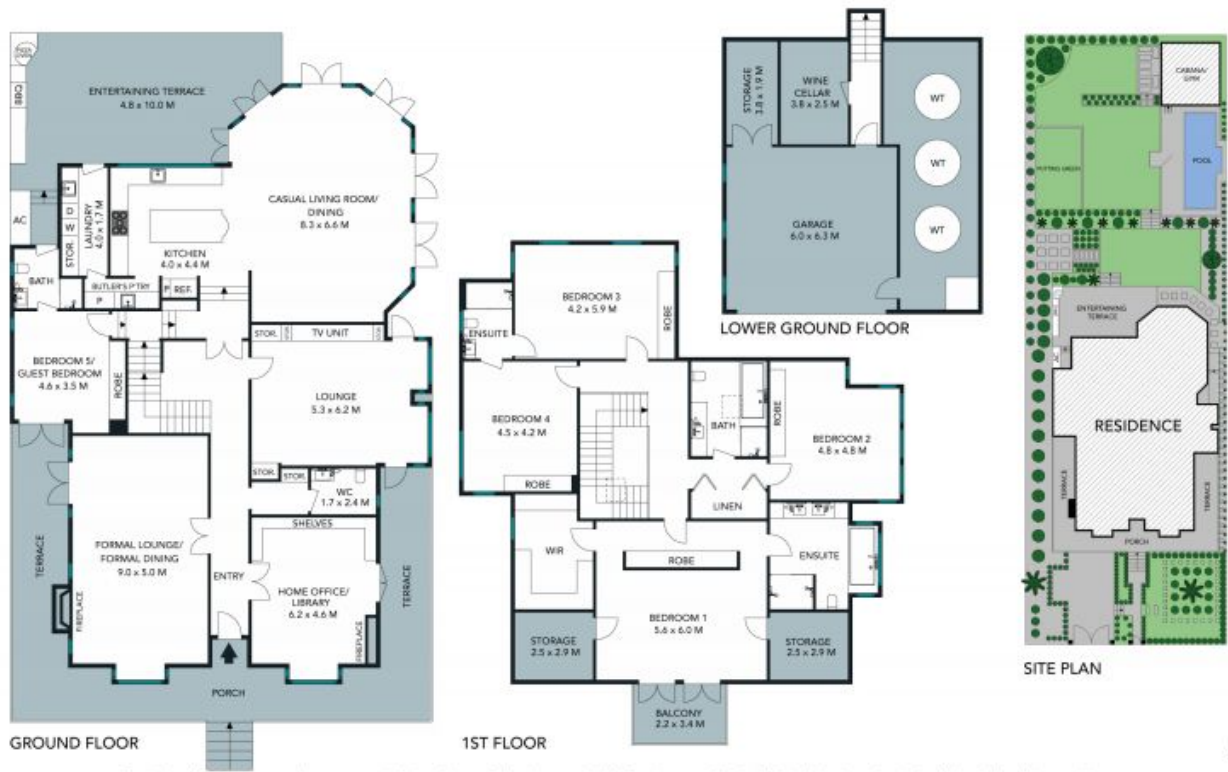 PIZZA OVEN
BBQ
ENTERTAINING TERRACE
4.8 x 10.0 M
AC
D
W
STOR.
LAUNDRY
4.0 x 1.7 M
KITCHEN
4.0 x 4.4 M
CASUAL LIVING ROOM/
DINING
8.3 x 6.6 M
BATH
BUTLER'S P'TRY
P
P
REF.
STOR.
TV UNIT
BEDROOM 5/
GUEST BEDROOM
4.6 x 3.5 M
ROBE
LOUNGE
5.3 x 6.2 M
STOR.
STOR.
WC
1.7 x 2.4 M
SHELVES
FORMAL LOUNGE/
FORMAL DINING
9.0 x 5.0 M
TERRACE
FIREPLACE
ENTRY
HOME OFFICE/
LIBRARY
6.2 x 4.6 M
FIREPLACE
TERRACE
PORCH
GROUND FLOOR
BEDROOM 3
4.2 x 5.9 M
ROBE
ENSUITE
BEDROOM 4
4.5 x 4.2 M
ROBE
BATH
ROBE
BEDROOM 2
4.8 x 4.8 M
LINEN
WIR
ROBE
ENSUITE
BEDROOM 1
5.6 x 6.0 M
STORAGE
2.5 x 2.9 M
STORAGE
2.5 x 2.9 M
BALCONY
2.2 x 3.4 M
1ST FLOOR
STORAGE
3.8 x 1.9 M
WINE
CELLAR
3.8 x 2.5 M
WT
WT
WT
GARAGE
6.0 x 6.3 M
LOWER GROUND FLOOR
CABANA/
GYM
POOL
PUTTING GREEN
ENTERTAINING
TERRACE
AC
RESIDENCE
TERRACE
TERRACE
PORCH
SITE PLAN